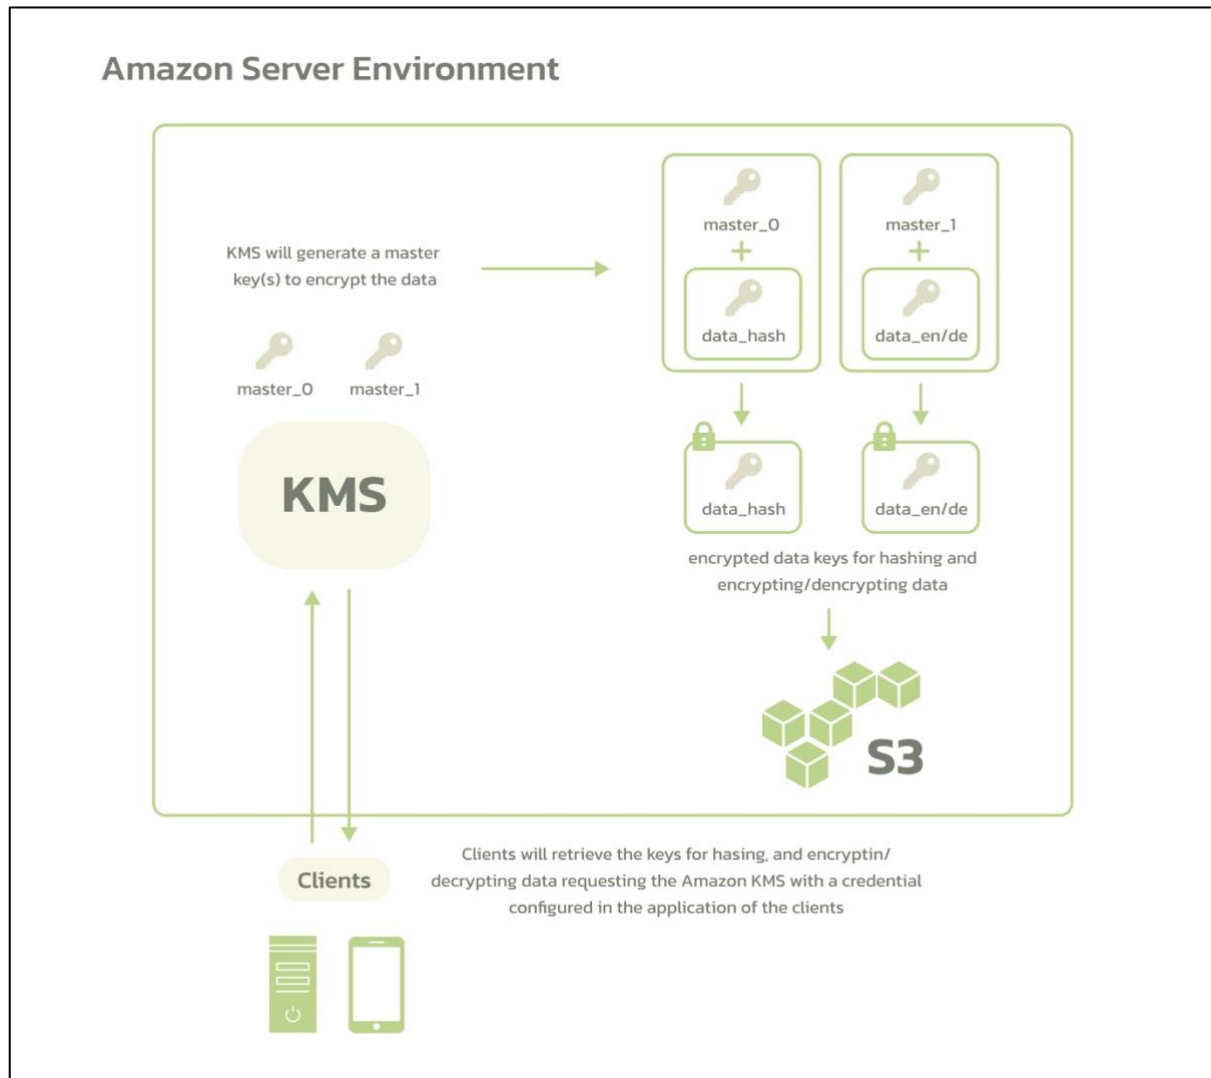 Amazon Server Environment
KMS will generate a master
key(s) to encrypt the data
master_0
master_1
KMS
master_0
+
data_hash
master_1
+
data_en/de
data_hash
data_en/de
encrypted data keys for hashing and
encrypting/dencrypting data
S3
Clients
Clients will retrieve the keys for hasing, and encryptin/
decrypting data requesting the Amazon KMS with a credential
configured in the application of the clients